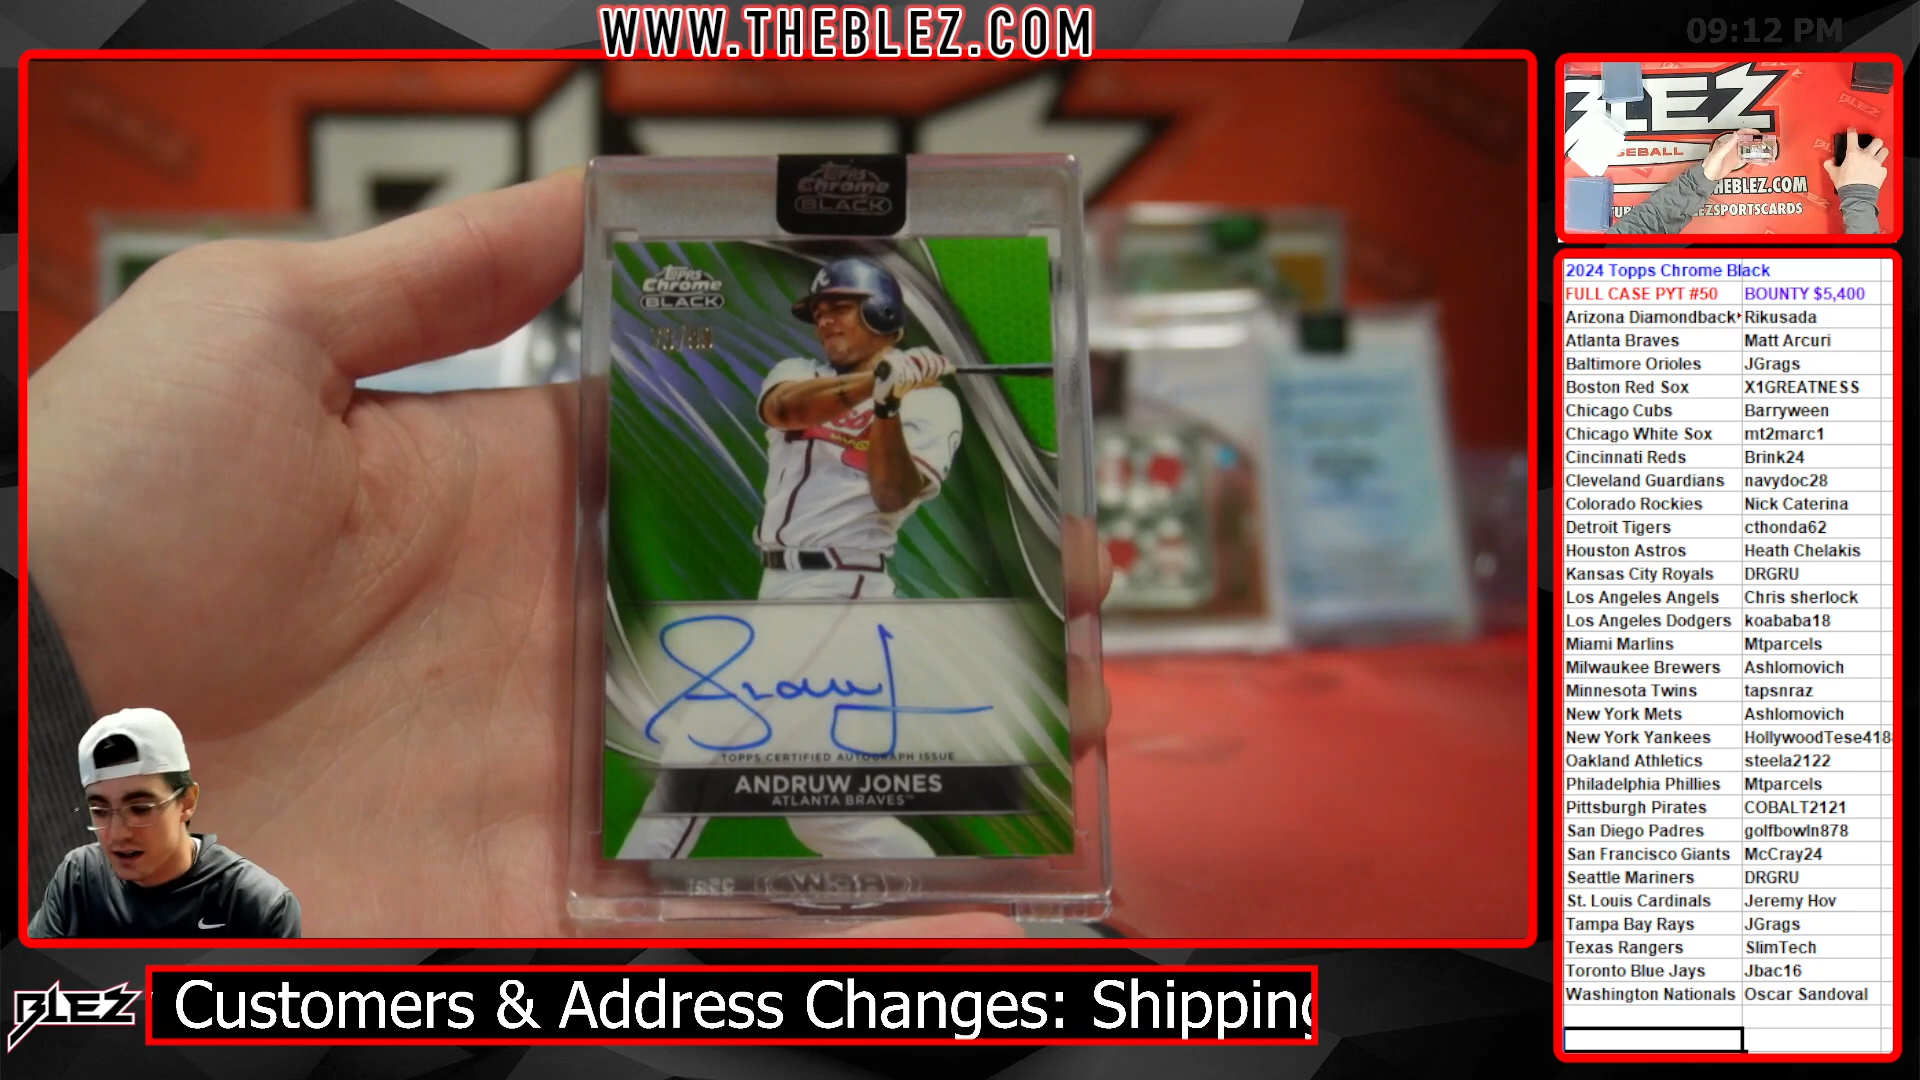 WWW.THEBLEZ.COM
09:12 PM
Topps
Chrome
BLACK
Topps
Chrome
BLACK
TOPPS CERTIFIED AUTOGRAPH ISSUE
ANDRUW JONES
ATLANTA BRAVES™
BLEZ
THEBLEZ.COM
2024 Topps Chrome Black
FULL CASE PYT #50 BOUNTY $5,400
Arizona Diamondback Rikusada
Atlanta Braves Matt Arcuri
Baltimore Orioles JGrags
Boston Red Sox X1GREATNESS
Chicago Cubs Barryween
Chicago White Sox mt2marc1
Cincinnati Reds Brink24
Cleveland Guardians navydoc28
Colorado Rockies Nick Caterina
Detroit Tigers cthonda62
Houston Astros Heath Chelakis
Kansas City Royals DRGRU
Los Angeles Angels Chris sherlock
Los Angeles Dodgers koababa18
Miami Marlins Mtparcels
Milwaukee Brewers Ashlomovich
Minnesota Twins tapsnraz
New York Mets Ashlomovich
New York Yankees HollywoodTese418
Oakland Athletics steela2122
Philadelphia Phillies Mtparcels
Pittsburgh Pirates COBALT2121
San Diego Padres golfbowln878
San Francisco Giants McCray24
Seattle Mariners DRGRU
St. Louis Cardinals Jeremy Hov
Tampa Bay Rays JGrags
Texas Rangers SlimTech
Toronto Blue Jays Jbac16
Washington Nationals Oscar Sandoval
BLEZ
Customers & Address Changes: Shipping